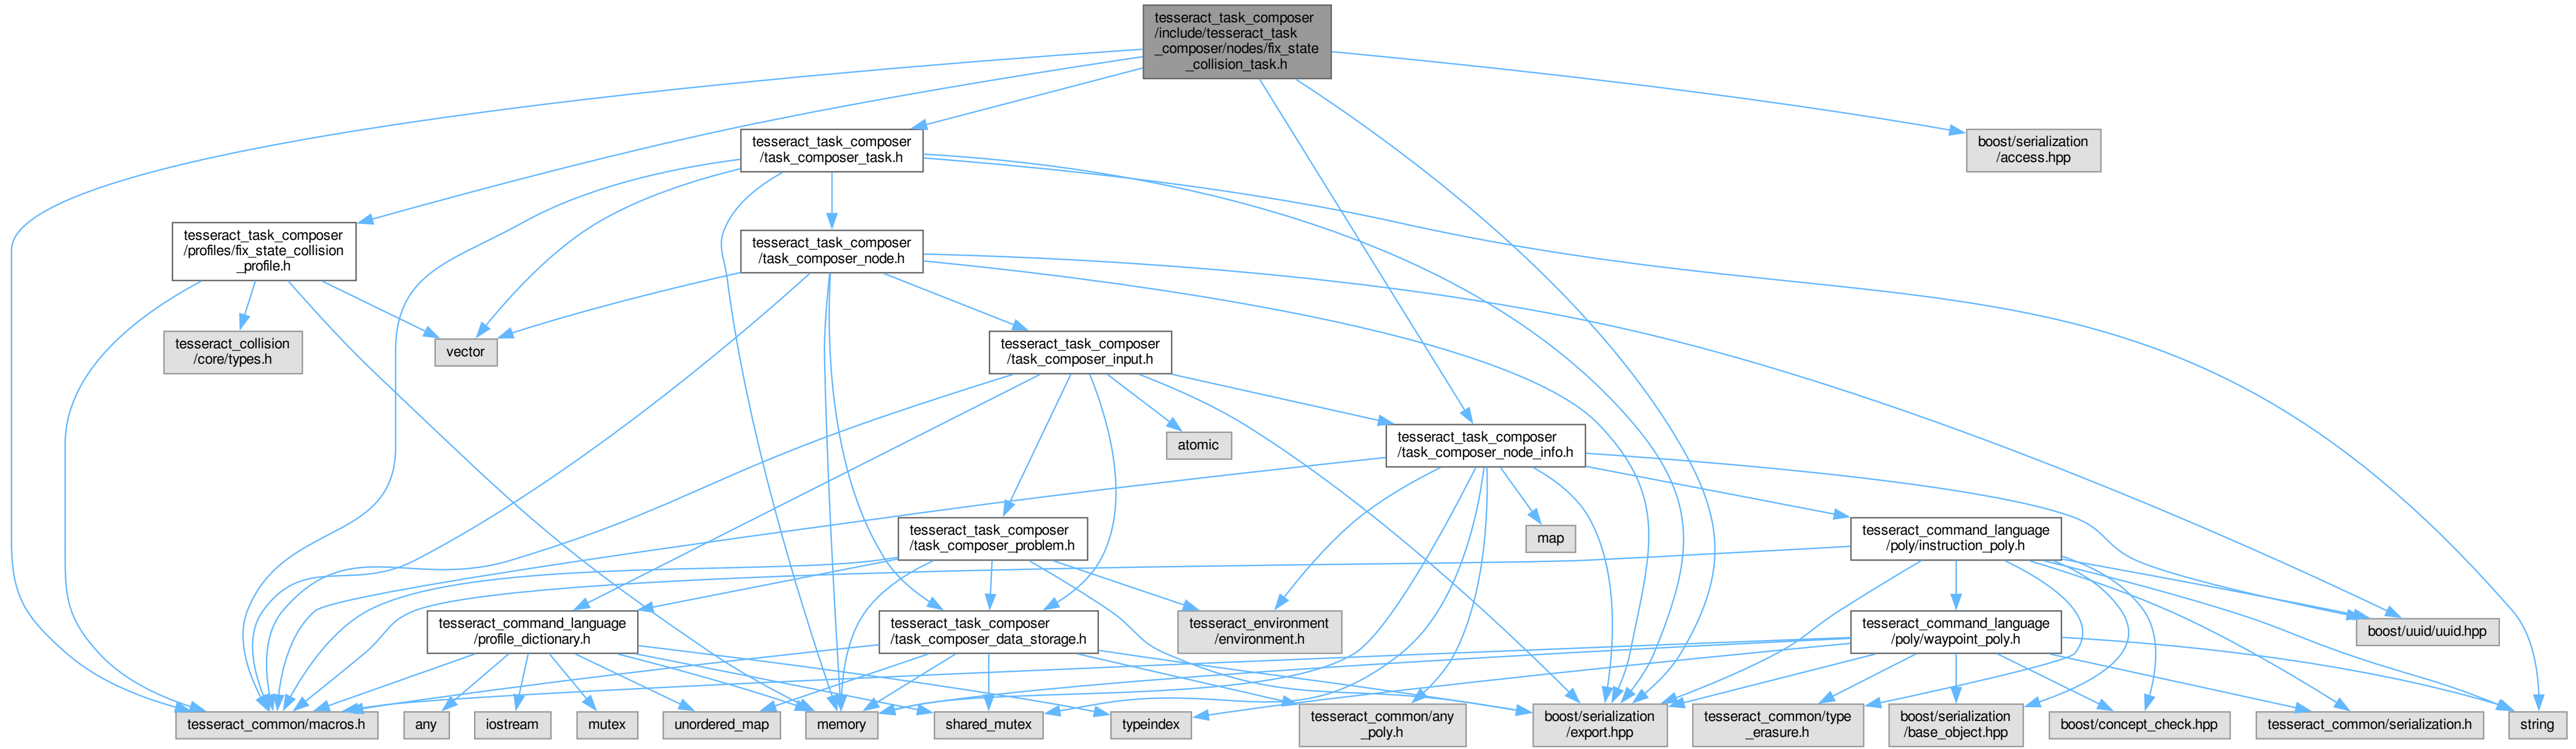 tesseract_task_composer
/include/tesseract_task
_composer/nodes/fix_state
_collision_task.h
tesseract_task_composer
/task_composer_task.h
boost/serialization
/access.hpp
tesseract_task_composer
/profiles/fix_state_collision
_profile.h
tesseract_task_composer
/task_composer_node.h
tesseract_collision
/core/types.h
vector
tesseract_task_composer
/task_composer_input.h
atomic
tesseract_task_composer
/task_composer_node_info.h
tesseract_task_composer
/task_composer_problem.h
map
tesseract_command_language
/poly/instruction_poly.h
tesseract_command_language
/profile_dictionary.h
tesseract_task_composer
/task_composer_data_storage.h
tesseract_environment
/environment.h
tesseract_command_language
/poly/waypoint_poly.h
boost/uuid/uuid.hpp
tesseract_common/macros.h
any
iostream
mutex
unordered_map
memory
shared_mutex
typeindex
tesseract_common/any
_poly.h
boost/serialization
/export.hpp
tesseract_common/type
_erasure.h
boost/serialization
/base_object.hpp
boost/concept_check.hpp
tesseract_common/serialization.h
string